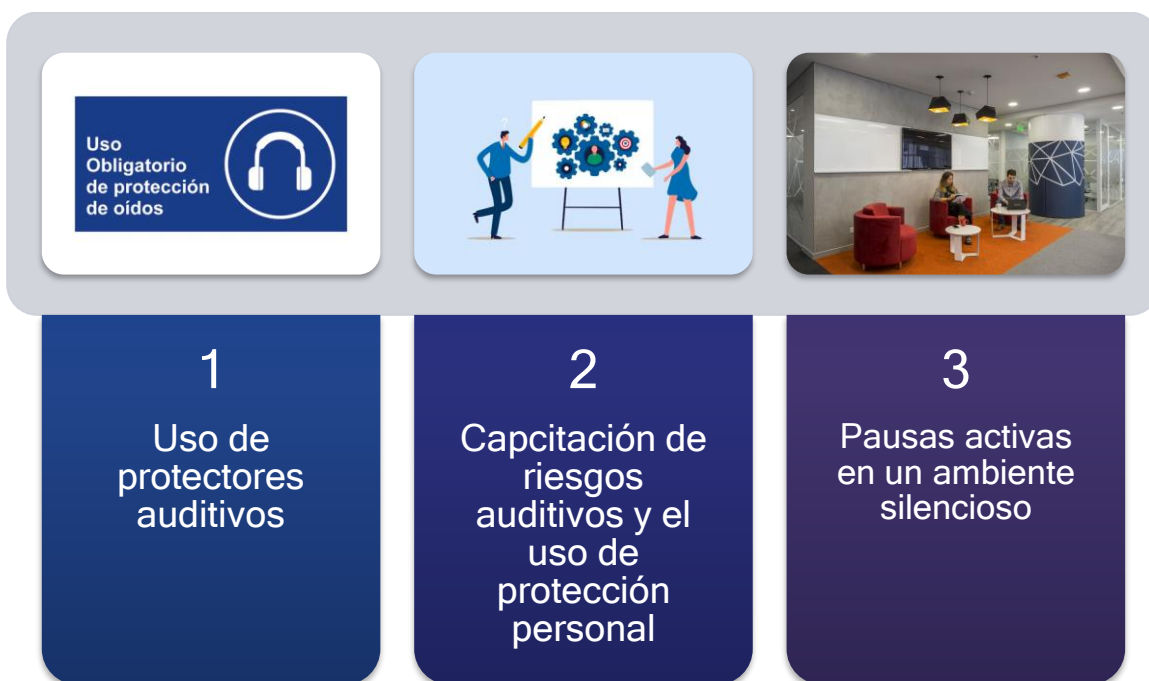 Uso
Obligatorio
de protección
de oídos
1
Uso de
protectores
auditivos
2
Capcitación de
riesgos
auditivos y el
uso de
protección
personal
3
Pausas activas
en un ambiente
silencioso